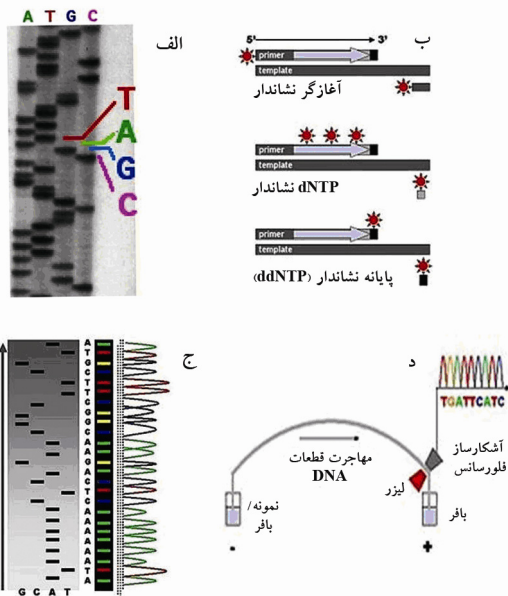 الف
A T G C
T
A
G
C
ب
5' 3'
primer
template
آغازگر نشاندار
primer
template
dNTP نشاندار
primer
template
پایانه نشاندار (ddNTP)
ج
A
T
G
C
T
T
C
G
G
C
A
A
G
A
C
T
C
A
A
A
A
A
A
T
A
G C A T
د
TGATTCATC
آشکارساز
فلورسانس
مهاجرت قطعات
DNA
لیزر
نمونه/
بافر
بافر
-
+